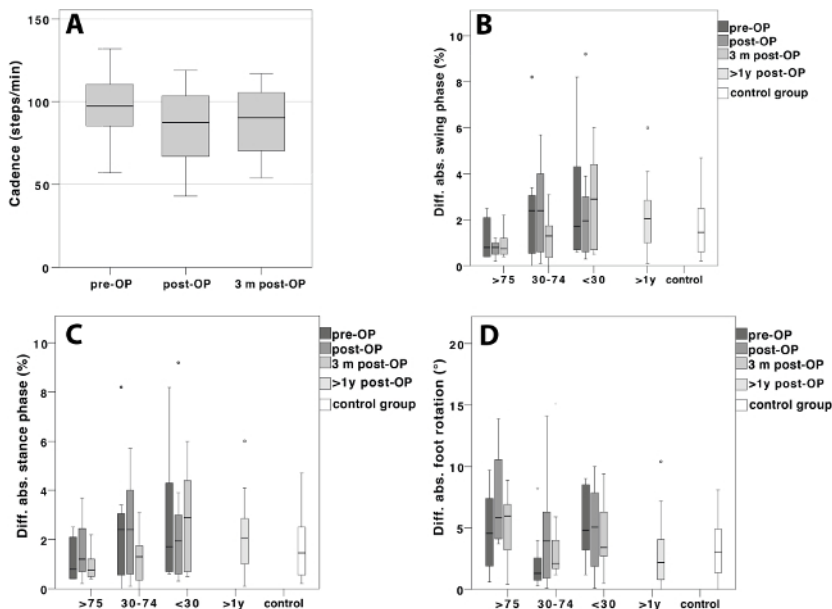 A
Cadence (steps/min)
150
100
50
0
pre-OP post-OP 3 m post-OP
B
Diff. abs. swing phase (%)
10
8
6
4
2
0
>75 30-74 <30 >1y control
pre-OP
post-OP
3 m post-OP
>1y post-OP
control group
C
Diff. abs. stance phase (%)
10
8
6
4
2
0
>75 30-74 <30 >1y control
pre-OP
post-OP
3 m post-OP
>1y post-OP
control group
D
Diff. abs. foot rotation (°)
20
15
10
5
0
>75 30-74 <30 >1y control
pre-OP
post-OP
3 m post-OP
>1y post-OP
control group